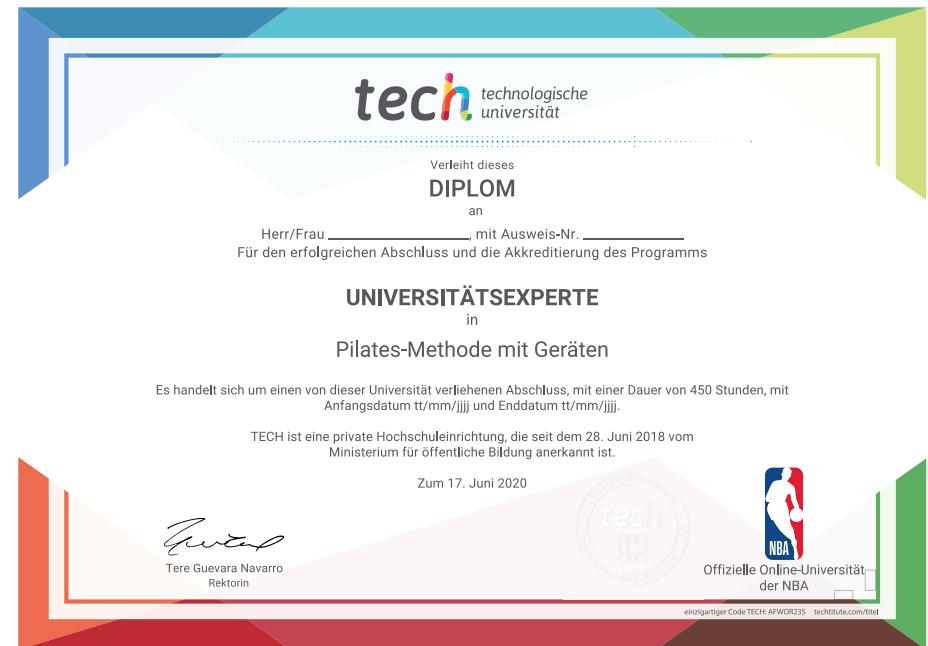 tech technologische
universität
Verleiht dieses
DIPLOM
an
Herr/Frau ____________________, mit Ausweis-Nr. ______________
Für den erfolgreichen Abschluss und die Akkreditierung des Programms
UNIVERSITÄTSEXPERTE
in
Pilates-Methode mit Geräten
Es handelt sich um einen von dieser Universität verliehenen Abschluss, mit einer Dauer von 450 Stunden, mit
Anfangsdatum tt/mm/jjjj und Enddatum tt/mm/jjjj.
TECH ist eine private Hochschuleinrichtung, die seit dem 28. Juni 2018 vom
Ministerium für öffentliche Bildung anerkannt ist.
Zum 17. Juni 2020
tech
NBA
Tere Guevara Navarro
Rektorin
Offizielle Online-Universität
der NBA
einzigartiger Code TECH: AFWOR23S techtitute.com/titel